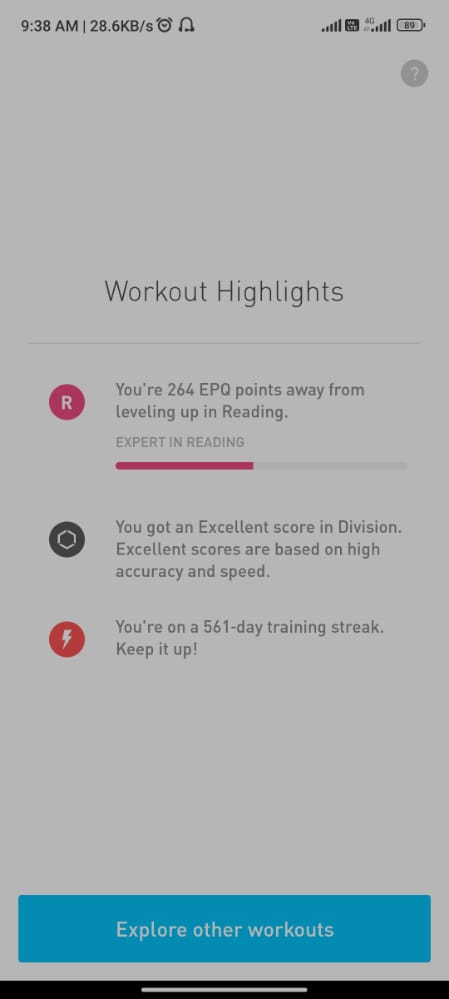 9:38 AM | 28.6KB/s
Vo LTE
4G
89
?
Workout Highlights
R
You're 264 EPQ points away from
leveling up in Reading.
EXPERT IN READING
You got an Excellent score in Division.
Excellent scores are based on high
accuracy and speed.
You're on a 561-day training streak.
Keep it up!
Explore other workouts